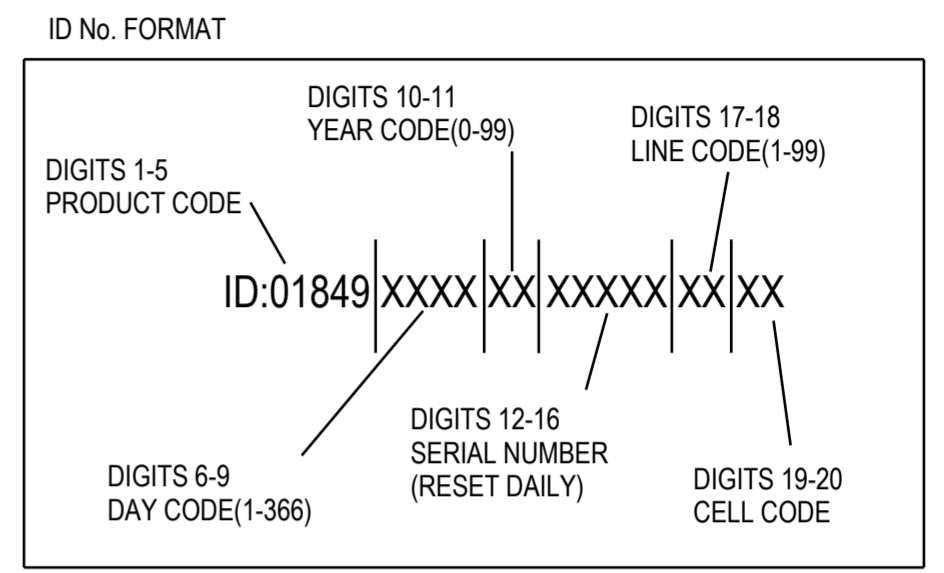 ID No. FORMAT
DIGITS 10-11
YEAR CODE(0-99)
DIGITS 17-18
LINE CODE(1-99)
DIGITS 1-5
PRODUCT CODE
ID:01849|XXXX|XX|XXXXX|XX|XX
DIGITS 12-16
SERIAL NUMBER
(RESET DAILY)
DIGITS 6-9
DAY CODE(1-366)
DIGITS 19-20
CELL CODE